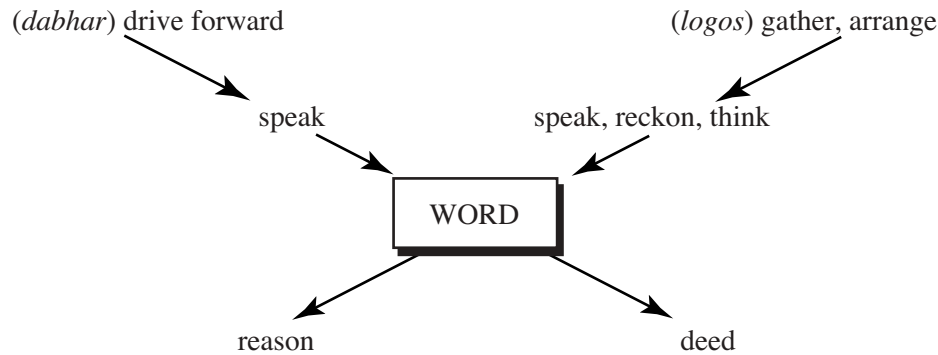 (dabhar) drive forward
(logos) gather, arrange
speak
speak, reckon, think
WORD
reason
deed